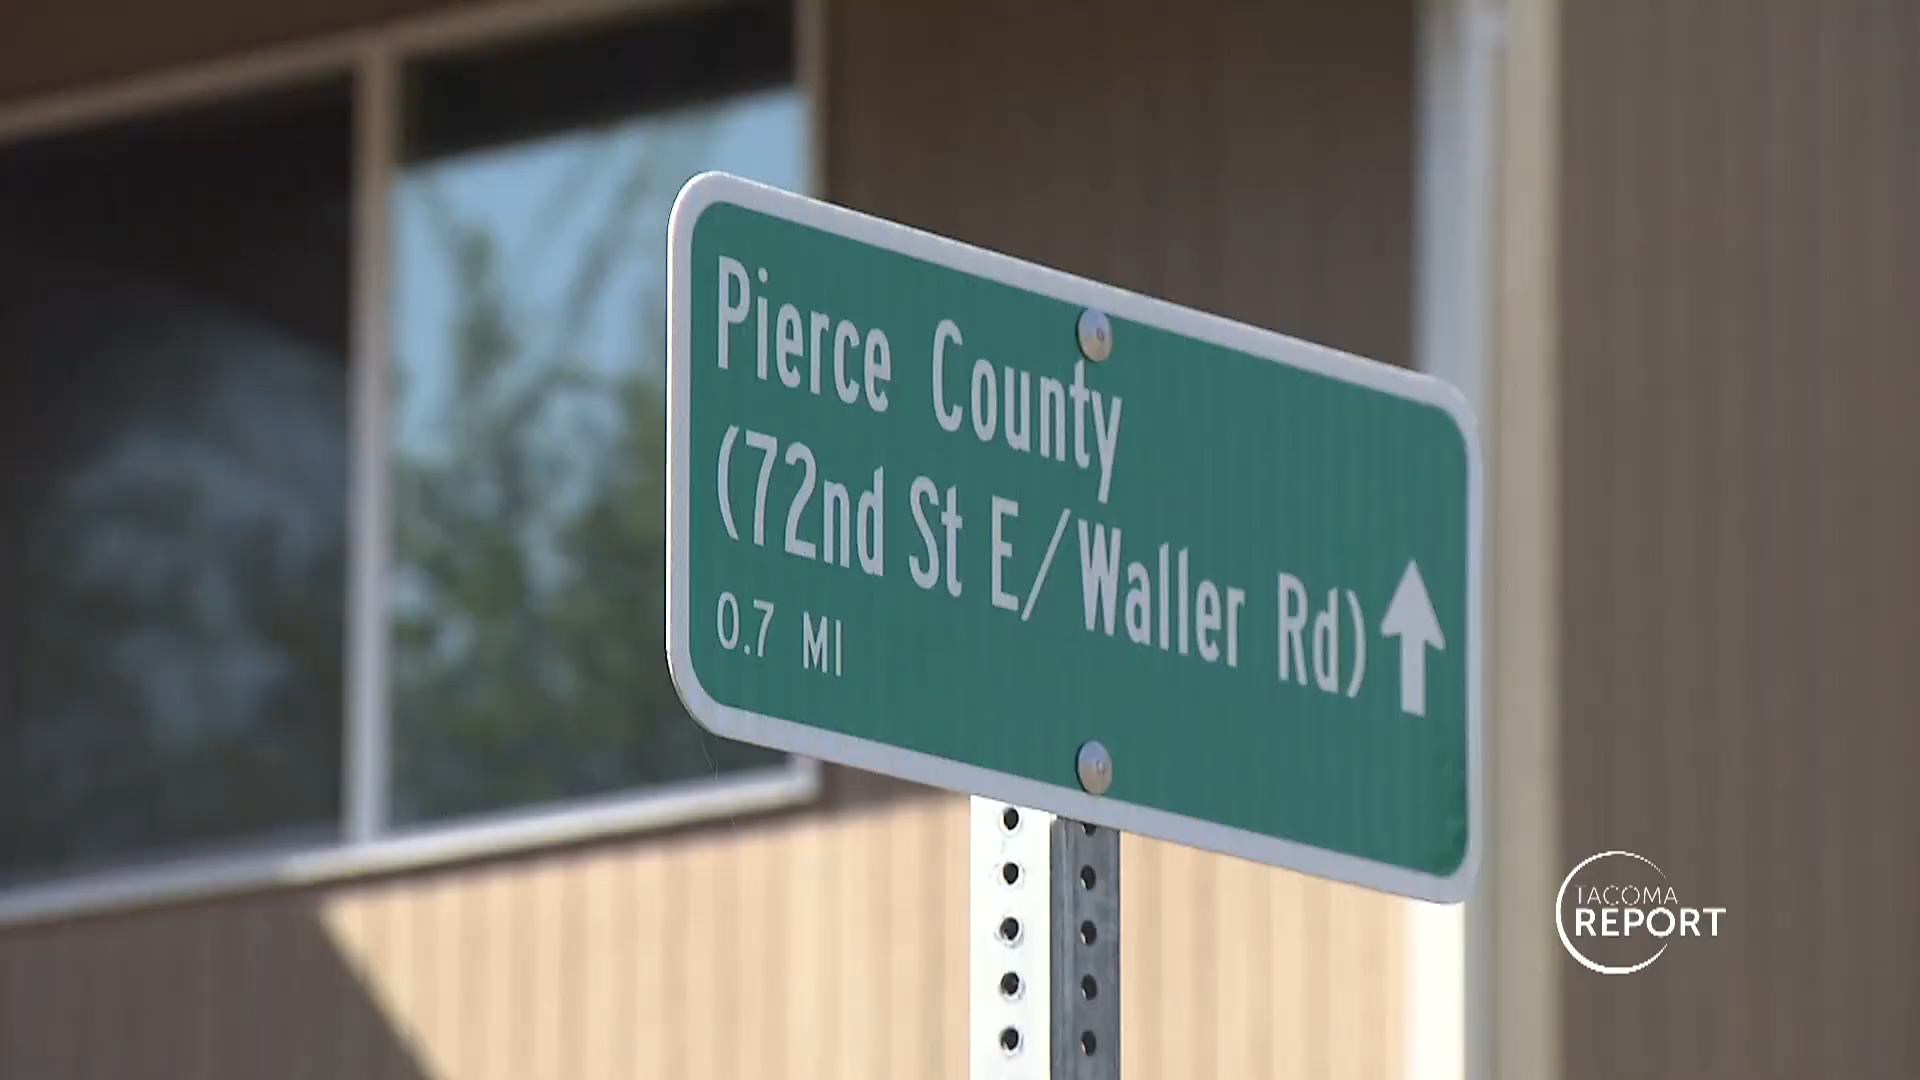 Pierce County
(72nd St E/Waller Rd)
0.7 MI
TACOMA
REPORT